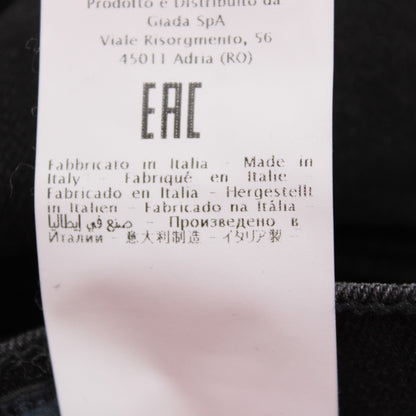 Prodotto e Distribuito da
Giada SpA
Viale Risorgmento, 56
45011 Adria (RO)
EAC
Fabbricato in Italia - Made in
Italy - Fabriqué en Italie
Fabricado en Italia - Hergestellt
in Italien - Fabricado na Itália -
صنع في إيطاليا - Произведено в
Италии - 意大利制造 - イタリア製 -